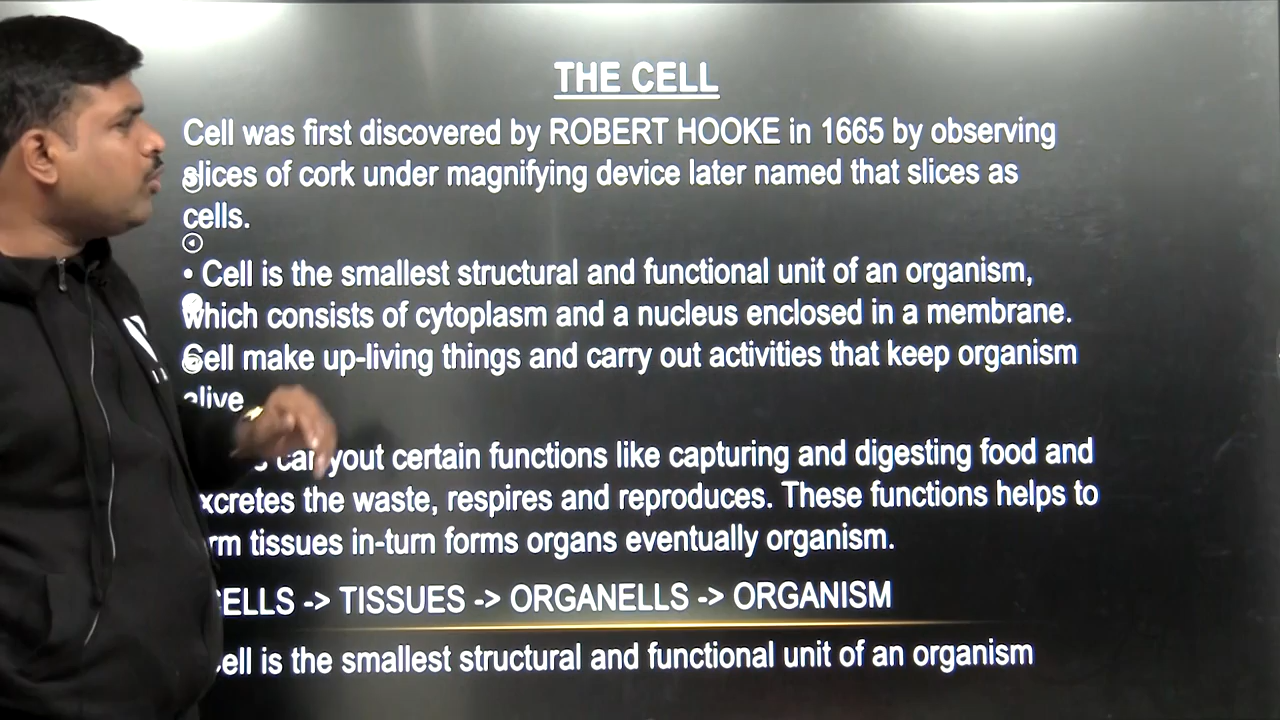 THE CELL
Cell was first discovered by ROBERT HOOKE in 1665 by observing
slices of cork under magnifying device later named that slices as
cells.
• Cell is the smallest structural and functional unit of an organism,
which consists of cytoplasm and a nucleus enclosed in a membrane.
Cell make up-living things and carry out activities that keep organism
alive
carryout certain functions like capturing and digesting food and
excretes the waste, respires and reproduces. These functions helps to
form tissues in-turn forms organs eventually organism.
CELLS -> TISSUES -> ORGANELLS -> ORGANISM
Cell is the smallest structural and functional unit of an organism